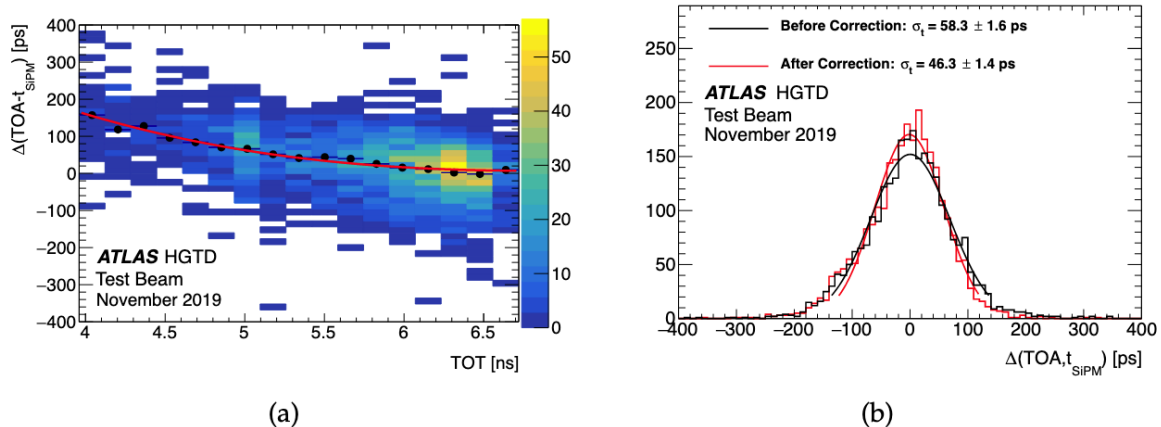 Δ(TOA-t_SiPM) [ps]
400
300
200
100
0
−100
−200
−300
−400
ATLAS HGTD
Test Beam
November 2019
4
4.5
5
5.5
6
6.5
TOT [ns]
50
40
30
20
10
0
(a)
Before Correction: σ_t = 58.3 ± 1.6 ps
After Correction: σ_t = 46.3 ± 1.4 ps
ATLAS HGTD
Test Beam
November 2019
250
200
150
100
50
0
−400 −300 −200 −100 0 100 200 300 400
Δ(TOA,t_SiPM) [ps]
(b)